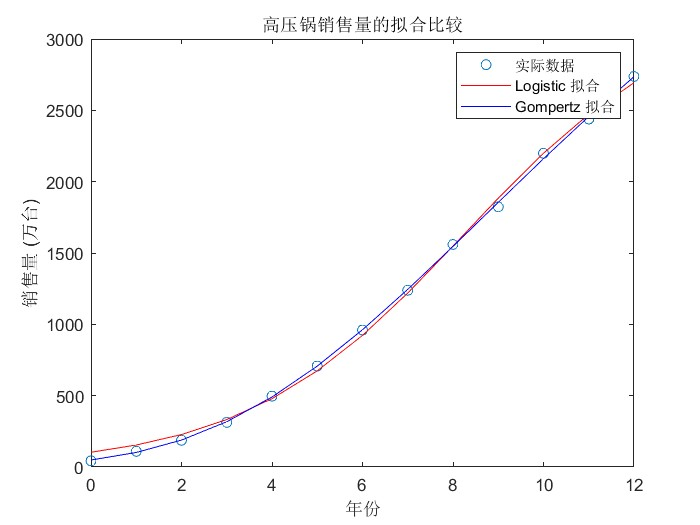 高压锅销售量的拟合比较
3000
2500
2000
1500
1000
500
0
销售量 (万台)
实际数据
Logistic 拟合
Gompertz 拟合
0 2 4 6 8 10 12
年份